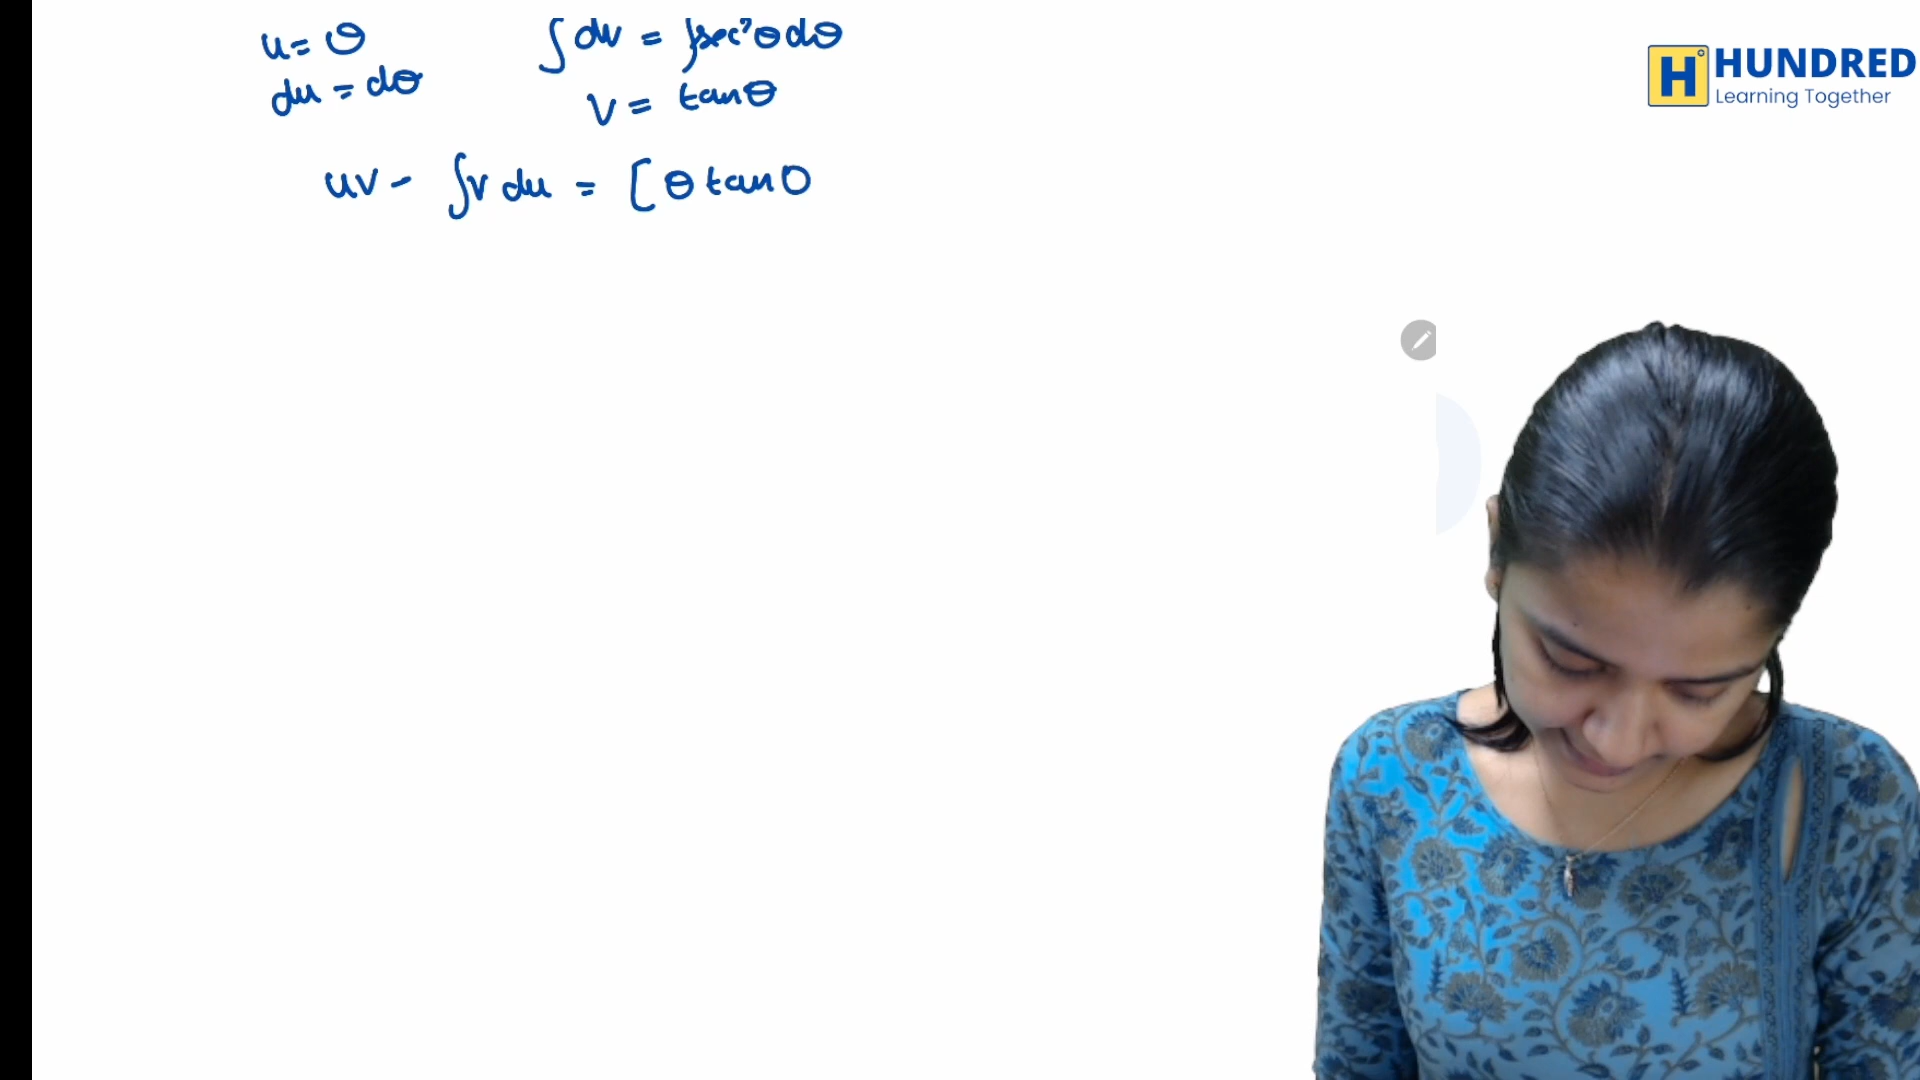 u = θ ∫ dv = ∫sec²θ dθ
du = dθ v = tanθ
uv - ∫v du = [θ tanθ
H HUNDRED
Learning Together